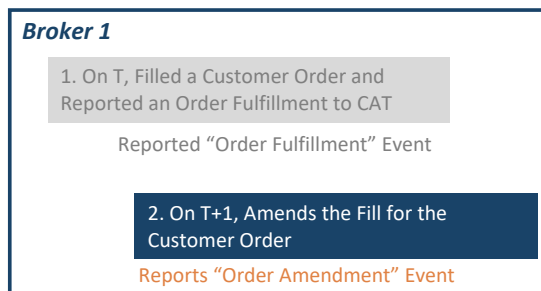 Broker 1
1. On T, Filled a Customer Order and
Reported an Order Fulfillment to CAT
Reported “Order Fulfillment” Event
2. On T+1, Amends the Fill for the
Customer Order
Reports “Order Amendment” Event